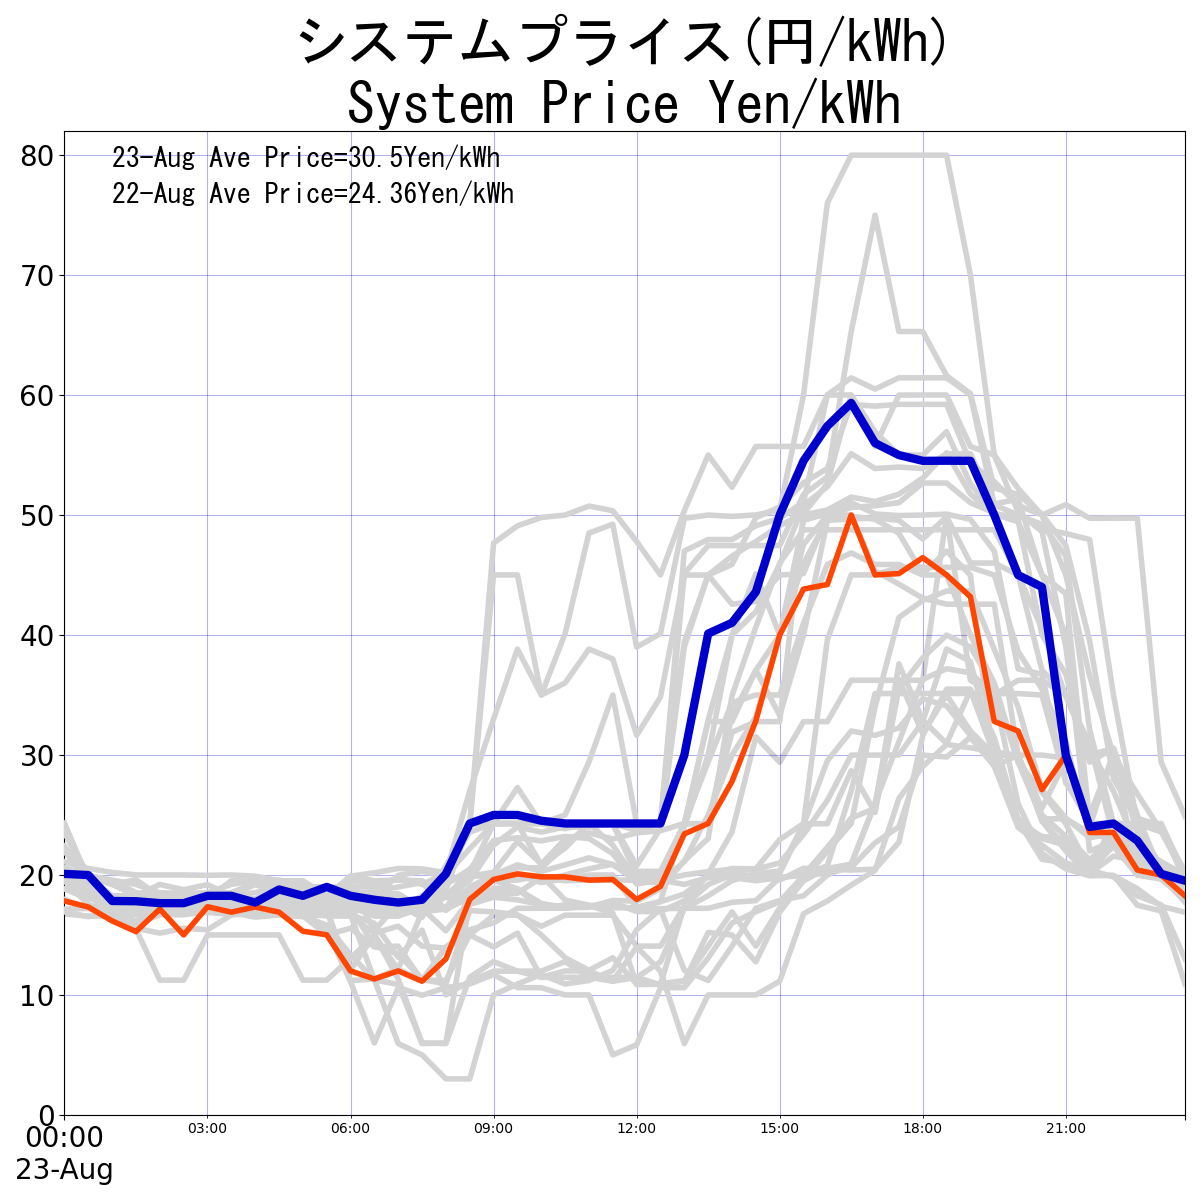 システムプライス(円/kWh)
System Price Yen/kWh
23-Aug Ave Price=30.5Yen/kWh
22-Aug Ave Price=24.36Yen/kWh
80
70
60
50
40
30
20
10
0
00:00 03:00 06:00 09:00 12:00 15:00 18:00 21:00
23-Aug